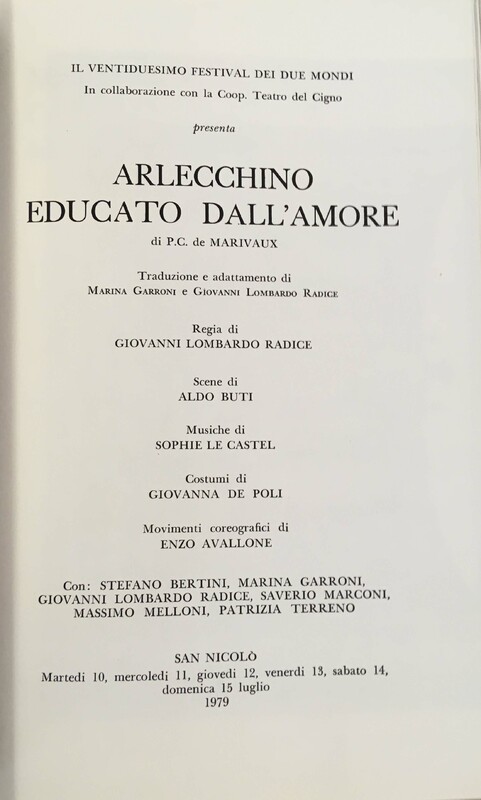 IL VENTIDUESIMO FESTIVAL DEI DUE MONDI
In collaborazione con la Coop. Teatro del Cigno
presenta
ARLECCHINO
EDUCATO DALL'AMORE
di P.C. de MARIVAUX
Traduzione e adattamento di
MARINA GARRONI e GIOVANNI LOMBARDO RADICE
Regia di
GIOVANNI LOMBARDO RADICE
Scene di
ALDO BUTI
Musiche di
SOPHIE LE CASTEL
Costumi di
GIOVANNA DE POLI
Movimenti coreografici di
ENZO AVALLONE
Con: STEFANO BERTINI, MARINA GARRONI,
GIOVANNI LOMBARDO RADICE, SAVERIO MARCONI,
MASSIMO MELLONI, PATRIZIA TERRENO
SAN NICOLÒ
Martedì 10, mercoledì 11, giovedì 12, venerdì 13, sabato 14,
domenica 15 luglio
1979